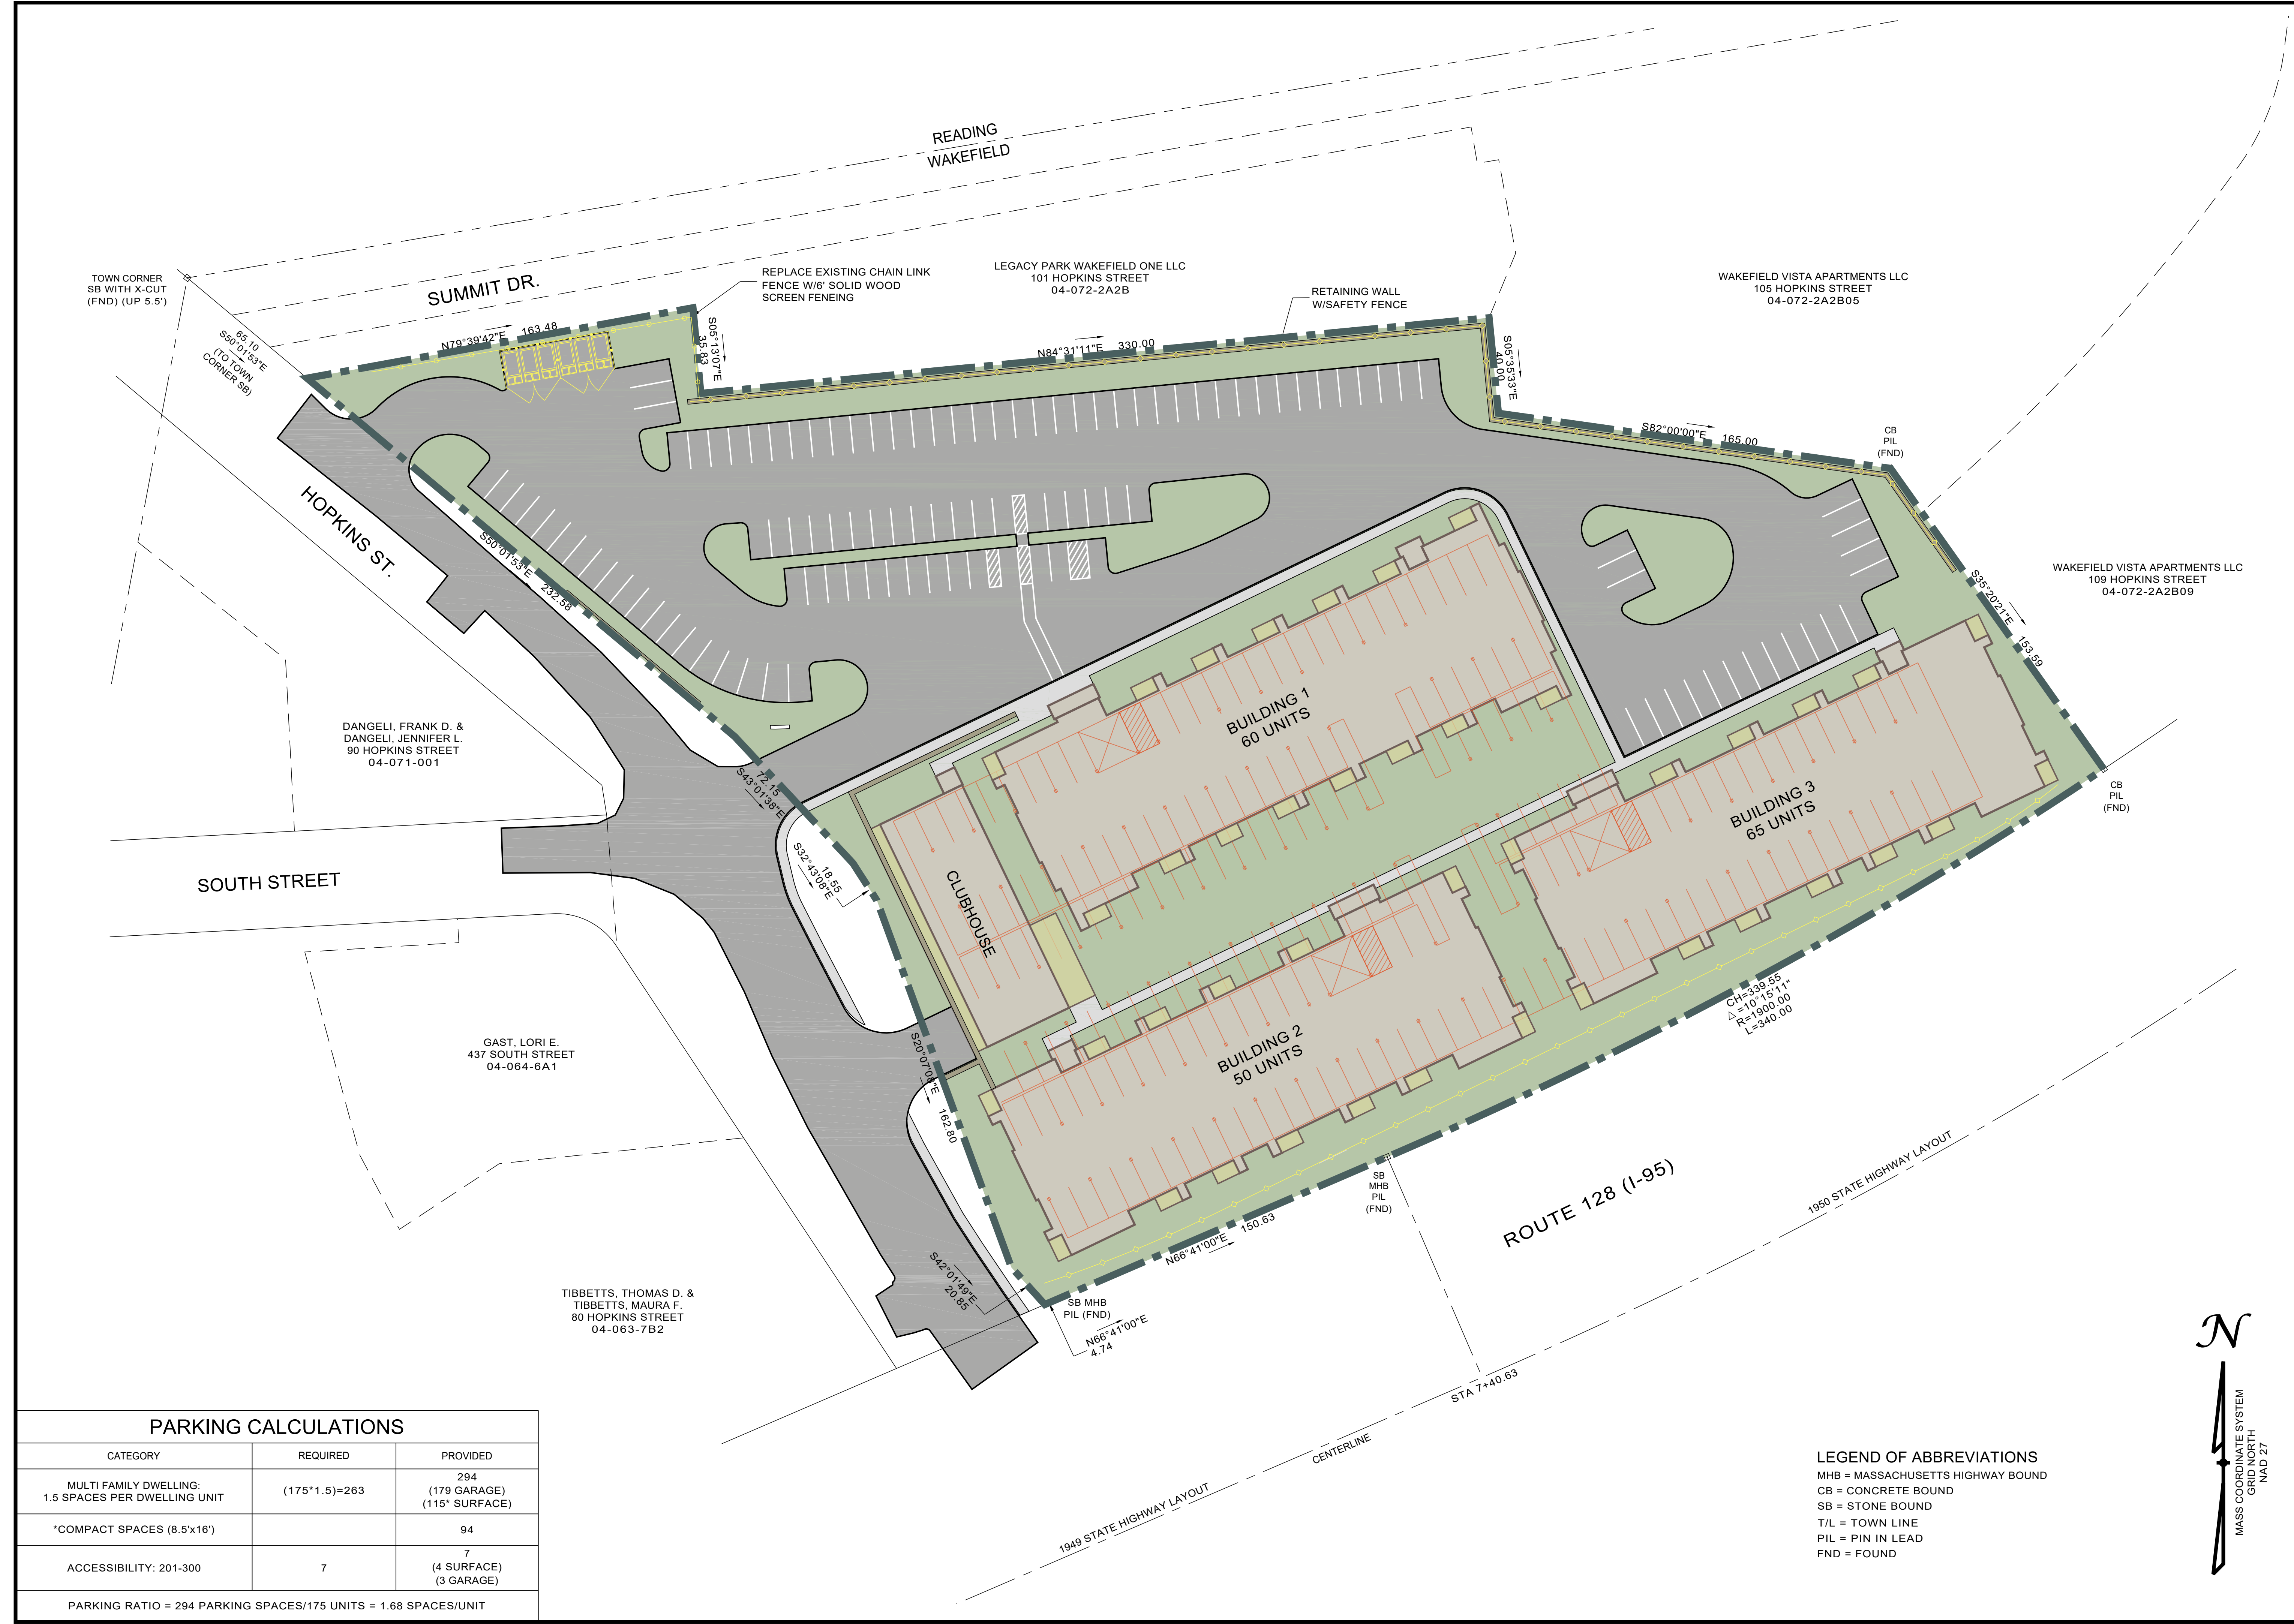 READING
WAKEFIELD
TOWN CORNER
SB WITH X-CUT
(FND) (UP 5.5')
SUMMIT DR.
REPLACE EXISTING CHAIN LINK
FENCE W/6' SOLID WOOD
SCREEN FENEING
LEGACY PARK WAKEFIELD ONE LLC
101 HOPKINS STREET
04-072-2A2B
RETAINING WALL
W/SAFETY FENCE
WAKEFIELD VISTA APARTMENTS LLC
105 HOPKINS STREET
04-072-2A2B05
65.10
S50°01'53"E
(TO TOWN
CORNER SB)
N79°39'42"E 163.48
S05°13'07"E
35.83
N84°31'11"E 330.00
S05°35'33"E
40.00
S82°00'00"E 165.00
CB
PIL
(FND)
HOPKINS ST.
S50°01'53"E 232.58
WAKEFIELD VISTA APARTMENTS LLC
109 HOPKINS STREET
04-072-2A2B09
S35°20'21"E 153.59
DANGELI, FRANK D. &
DANGELI, JENNIFER L.
90 HOPKINS STREET
04-071-001
BUILDING 1
60 UNITS
72.15
S43°01'38"E
CB
PIL
(FND)
BUILDING 3
65 UNITS
SOUTH STREET
18.55
S32°43'08"E
CLUBHOUSE
CH=339.55
△=10°15'11"
R=1900.00
L=340.00
GAST, LORI E.
437 SOUTH STREET
04-064-6A1
S20°07'08"E 162.80
BUILDING 2
50 UNITS
SB
MHB
PIL
(FND)
ROUTE 128 (I-95)
1950 STATE HIGHWAY LAYOUT
N66°41'00"E 150.63
S42°01'49"E
20.85
SB MHB
PIL (FND)
N66°41'00"E
4.74
TIBBETTS, THOMAS D. &
TIBBETTS, MAURA F.
80 HOPKINS STREET
04-063-7B2
STA 7+40.63
CENTERLINE
1949 STATE HIGHWAY LAYOUT
PARKING CALCULATIONS
CATEGORY REQUIRED PROVIDED
MULTI FAMILY DWELLING:
1.5 SPACES PER DWELLING UNIT
(175*1.5)=263
294
(179 GARAGE)
(115* SURFACE)
*COMPACT SPACES (8.5'x16') 94
ACCESSIBILITY: 201-300 7
7
(4 SURFACE)
(3 GARAGE)
PARKING RATIO = 294 PARKING SPACES/175 UNITS = 1.68 SPACES/UNIT
LEGEND OF ABBREVIATIONS
MHB = MASSACHUSETTS HIGHWAY BOUND
CB = CONCRETE BOUND
SB = STONE BOUND
T/L = TOWN LINE
PIL = PIN IN LEAD
FND = FOUND
N
MASS COORDINATE SYSTEM
GRID NORTH
NAD 27